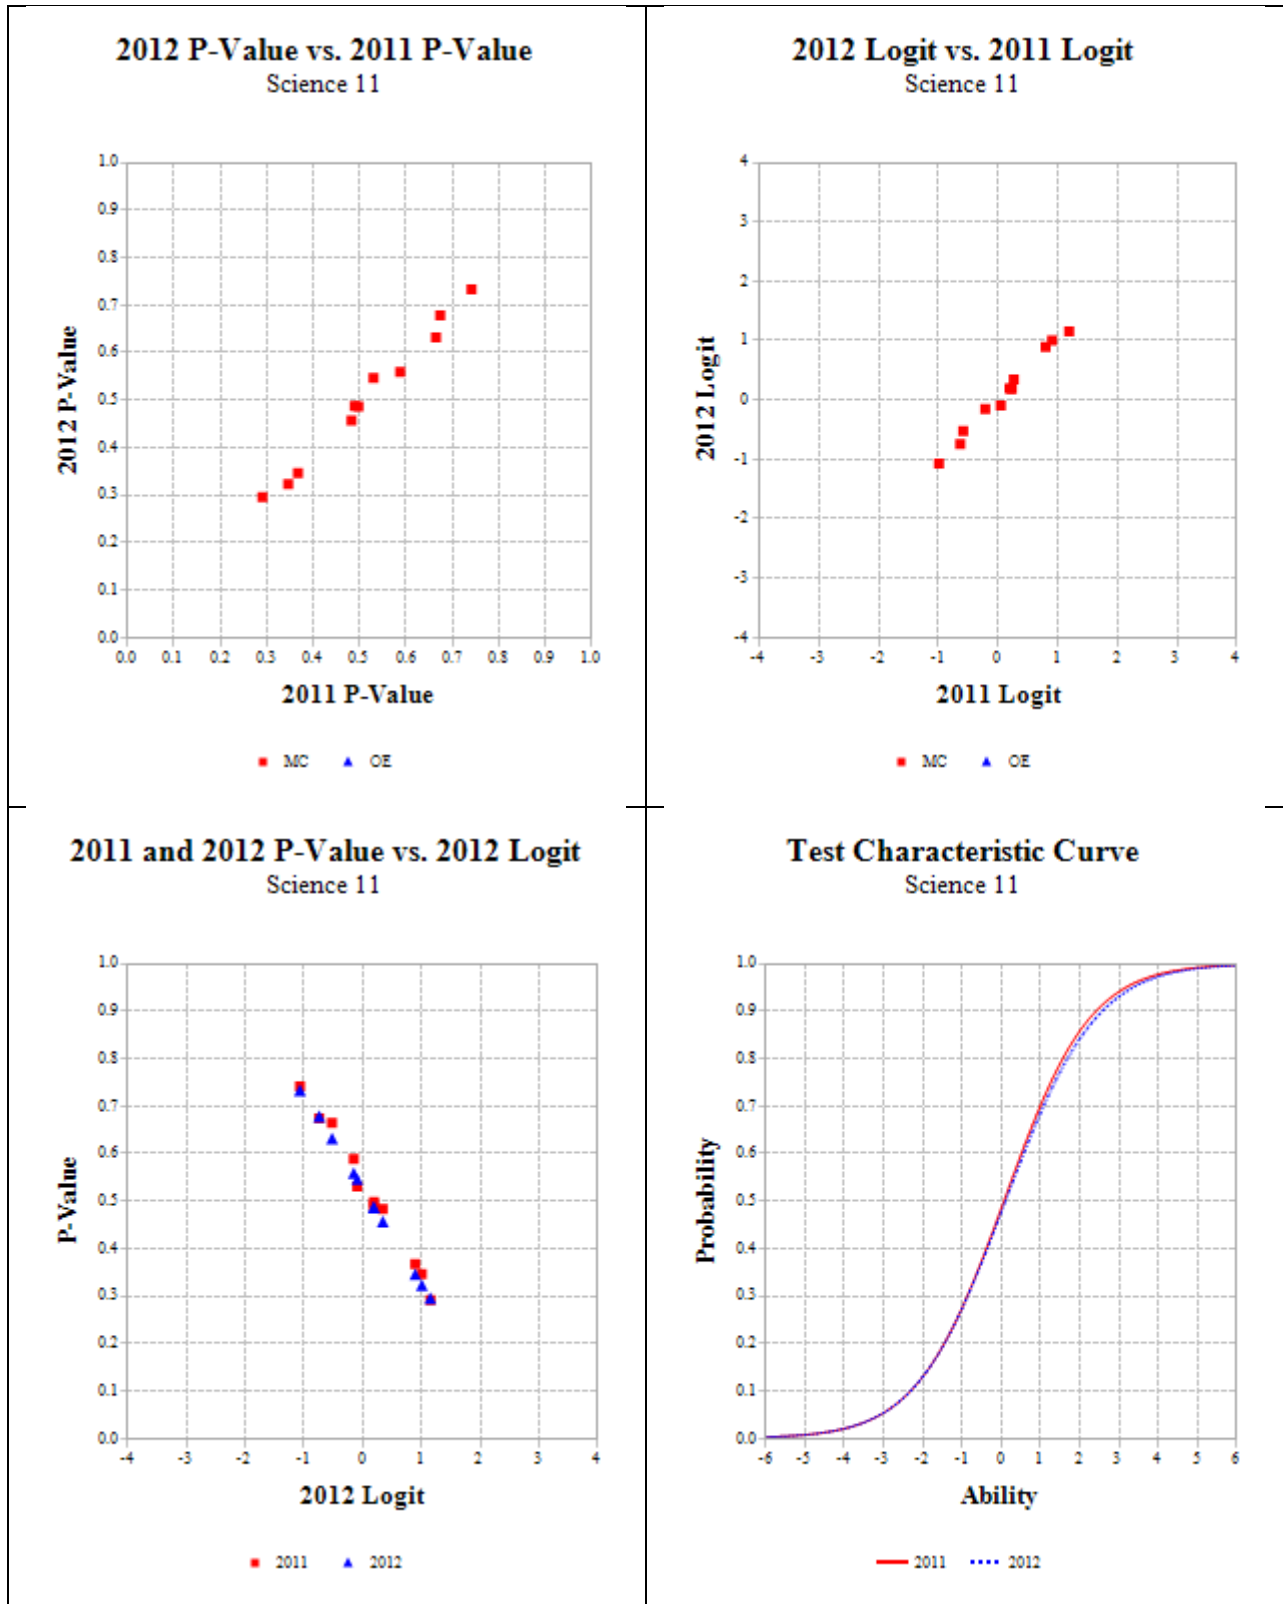 2012 P-Value vs. 2011 P-Value
Science 11
1.0
0.9
0.8
0.7
0.6
0.5
0.4
0.3
0.2
0.1
0.0
2012 P-Value
0.0 0.1 0.2 0.3 0.4 0.5 0.6 0.7 0.8 0.9 1.0
2011 P-Value
MC OE
2012 Logit vs. 2011 Logit
Science 11
4
3
2
1
0
-1
-2
-3
-4
2012 Logit
-4 -3 -2 -1 0 1 2 3 4
2011 Logit
MC OE
2011 and 2012 P-Value vs. 2012 Logit
Science 11
1.0
0.9
0.8
0.7
0.6
0.5
0.4
0.3
0.2
0.1
0.0
P-Value
-4 -3 -2 -1 0 1 2 3 4
2012 Logit
2011 2012
Test Characteristic Curve
Science 11
1.0
0.9
0.8
0.7
0.6
0.5
0.4
0.3
0.2
0.1
0.0
Probability
-6 -5 -4 -3 -2 -1 0 1 2 3 4 5 6
Ability
2011 2012